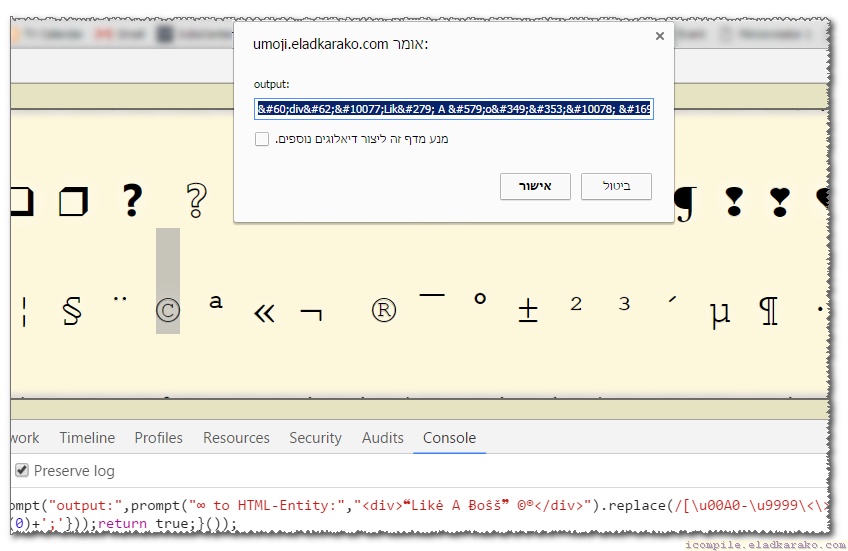 umoji.eladkarako.com אומר:
output:
&#60;div&#62;&#10077;Lik&#279; A &#579;o&#349;&#353;&#10078; &#169
מנע מדף זה ליצור דיאלוגים נוספים.
אישור ביטול
❑ ❒ ❓ ❔ ❡ ❢ ❣
¦ § ¨ © ª « ¬ ® ¯ ° ± ² ³ ´ µ ¶ ·
work Timeline Profiles Resources Security Audits Console
Preserve log
ompt("output:",prompt("∞ to HTML-Entity:","<div>❝Likė A Ƀoŝš❞ ©®</div>").replace(/[\u00A0-\u9999\<\
(0)+';'}));return true;}());
icompile.eladkarako.com